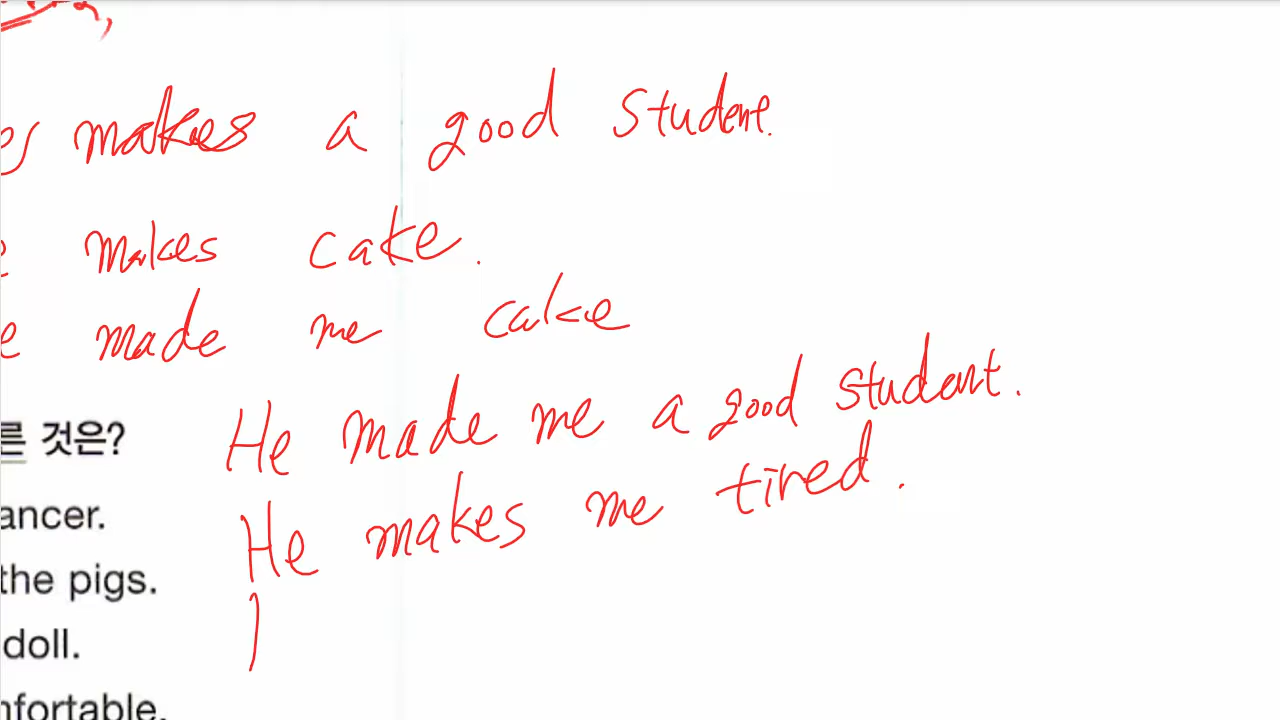 makes a good student.
makes cake.
made me cake
He made me a good student.
른 것은?
He makes me tired.
ancer.
the pigs.
doll.
mfortable.